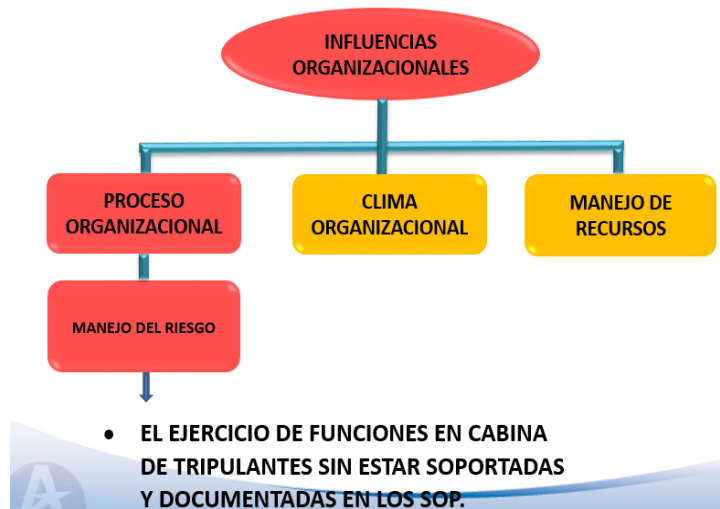 INFLUENCIAS
ORGANIZACIONALES
PROCESO
ORGANIZACIONAL
CLIMA
ORGANIZACIONAL
MANEJO DE
RECURSOS
MANEJO DEL RIESGO
• EL EJERCICIO DE FUNCIONES EN CABINA
DE TRIPULANTES SIN ESTAR SOPORTADAS
Y DOCUMENTADAS EN LOS SOP.